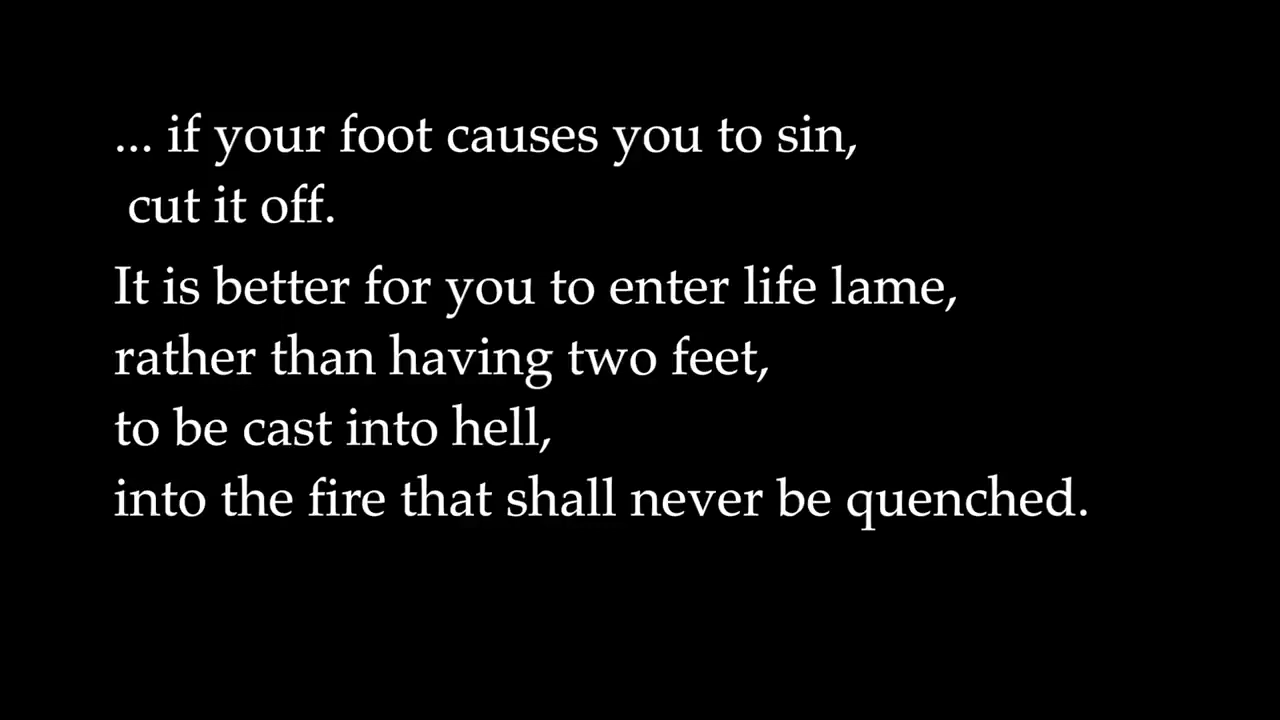 ... if your foot causes you to sin,
cut it off.
It is better for you to enter life lame,
rather than having two feet,
to be cast into hell,
into the fire that shall never be quenched.